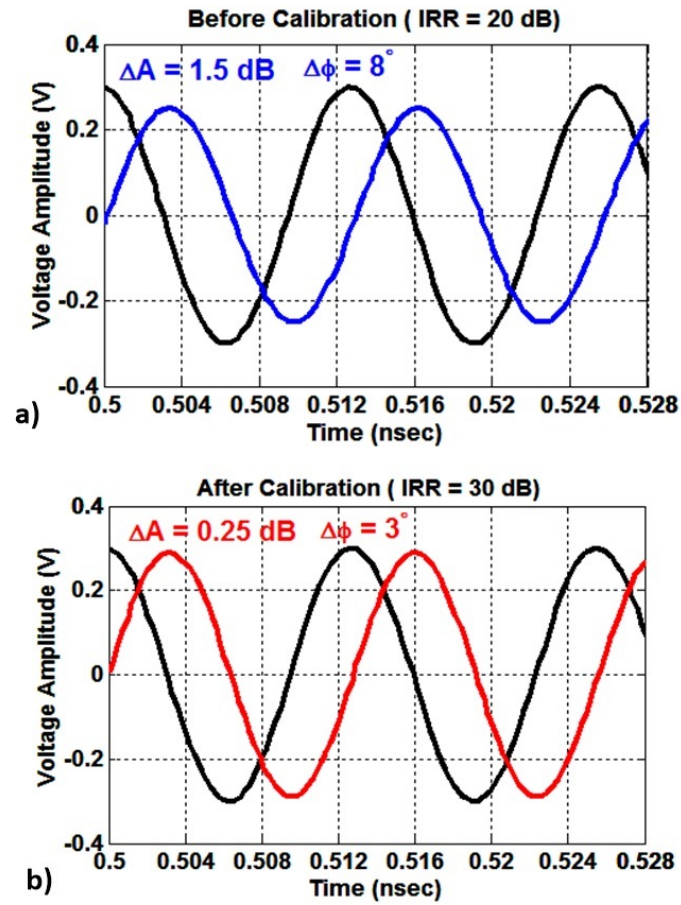 Before Calibration ( IRR = 20 dB)
ΔA = 1.5 dB Δϕ = 8°
Voltage Amplitude (V)
0.4
0.2
0
-0.2
-0.4
0.5 0.504 0.508 0.512 0.516 0.52 0.524 0.528
Time (nsec)
a)
After Calibration ( IRR = 30 dB)
ΔA = 0.25 dB Δϕ = 3°
Voltage Amplitude (V)
0.4
0.2
0
-0.2
-0.4
0.5 0.504 0.508 0.512 0.516 0.52 0.524 0.528
Time (nsec)
b)